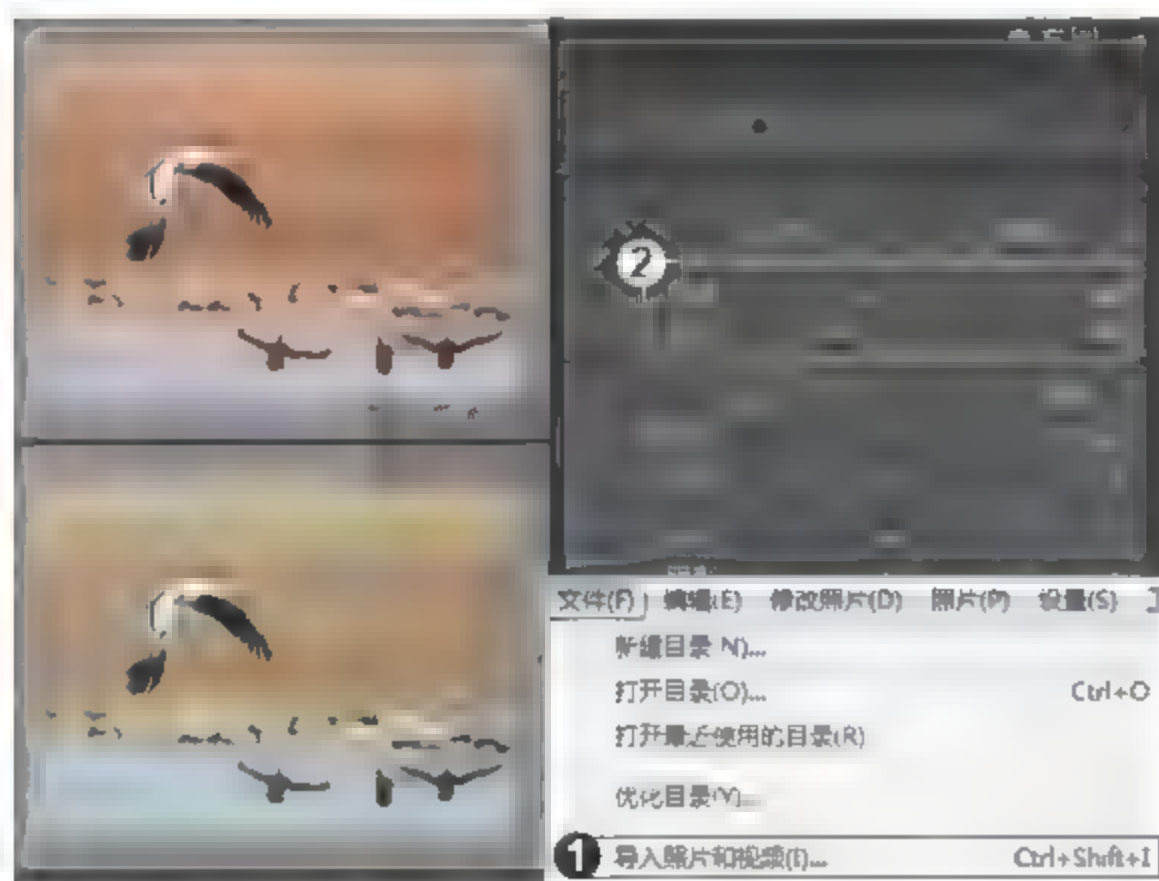 2
文件(F) 编辑(E) 修改照片(D) 照片(P) 设置(S)
新建目录(N)...
打开目录(O)... Ctrl+O
打开最近使用的目录(R)
优化目录(Y)...
1 导入照片和视频(I)... Ctrl+Shift+I